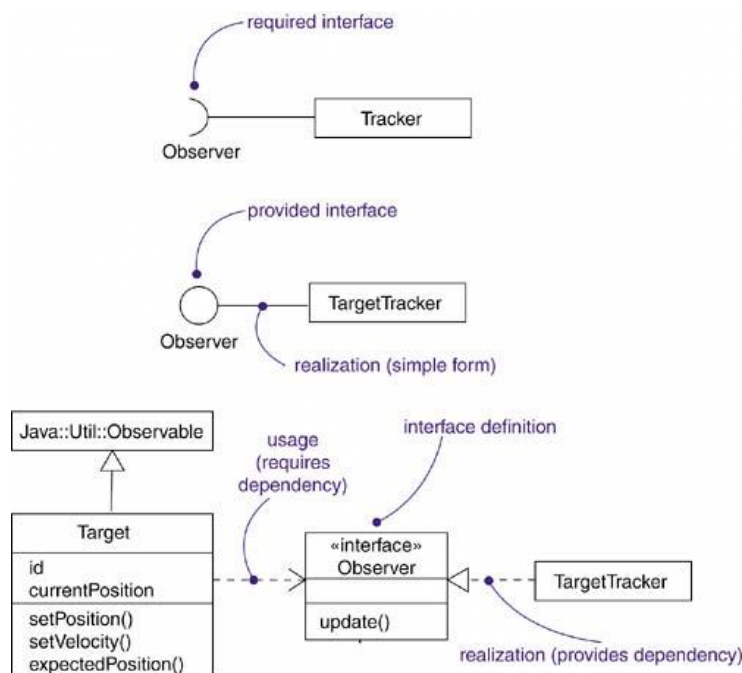 required interface
Tracker
Observer
provided interface
TargetTracker
Observer
realization (simple form)
Java::Util::Observable
usage
(requires
dependency)
interface definition
Target
id
currentPosition
setPosition()
setVelocity()
expectedPosition()
«interface»
Observer
update()
TargetTracker
realization (provides dependency)